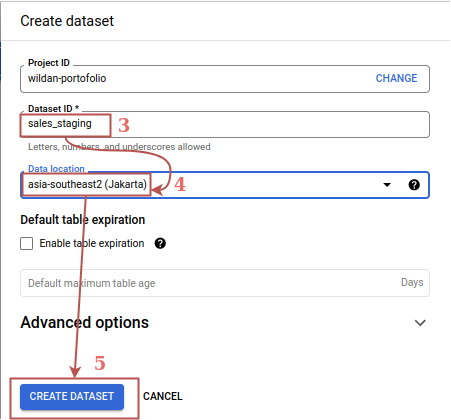 Create dataset
Project ID
wildan-portofolio CHANGE
Dataset ID *
sales_staging 3
Letters, numbers, and underscores allowed
Data location
asia-southeast2 (Jakarta) 4 ?
Default table expiration
Enable table expiration ?
Default maximum table age Days
Advanced options
5
CREATE DATASET CANCEL